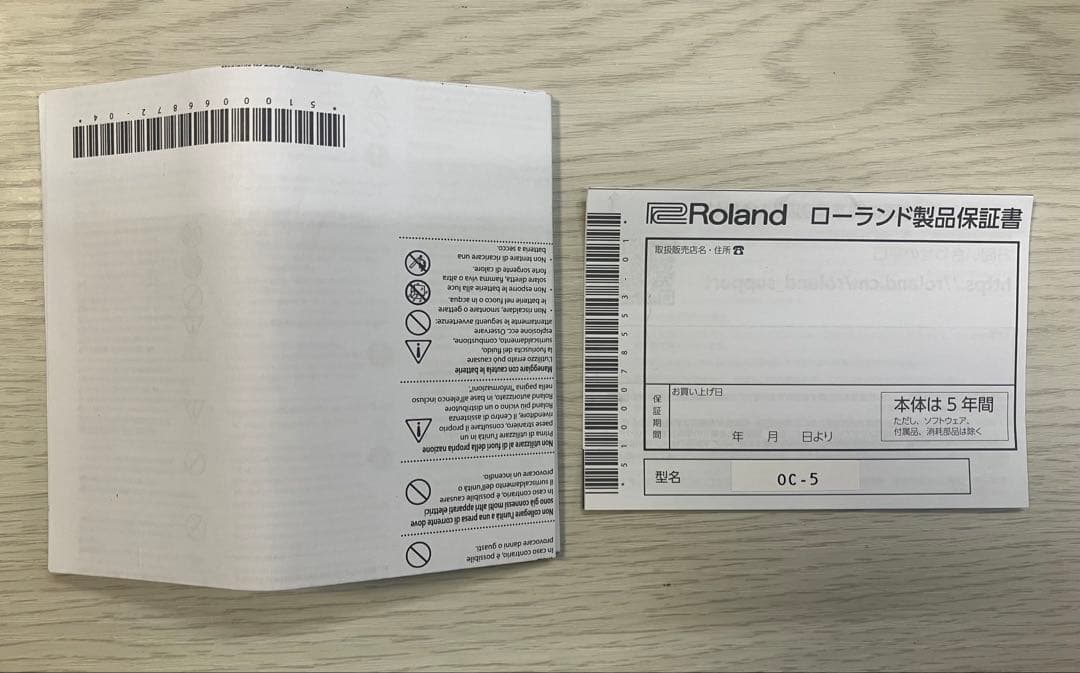 In caso contrario, è possibile
provocare danni o guasti.
Non collegare l'unità a una presa di corrente dove
sono già connessi molti altri apparati elettrici
In caso contrario, è possibile causare
il surriscaldamento dell'unità o
provocare un incendio.
Non utilizzare al di fuori della propria nazione
Prima di utilizzare l'unità in un
paese straniero, consultare il proprio
rivenditore, il Centro di assistenza
Roland più vicino o un distributore
Roland autorizzato, in base all'elenco incluso
nella pagina "Informazioni".
Maneggiare con cautela le batterie
L'utilizzo errato può causare
la fuoriuscita del fluido,
surriscaldamento, combustione,
esplosione ecc. Osservare
attentamente le seguenti avvertenze:
• Non riscaldare, smontare o gettare
le batterie nel fuoco o in acqua.
• Non esporre le batterie alla luce
solare diretta, fiamma viva o altra
forte sorgente di calore.
• Non tentare di ricaricare una
batteria a secco.
*5100066872-04*
Roland ローランド製品保証書
取扱販売店名・住所☎
保証期間
お買い上げ日
年 月 日より
本体は5年間
ただし、ソフトウェア、
付属品、消耗部品は除く
型名 OC-5
*5100078553-01*
https://roland.cm/roland_support